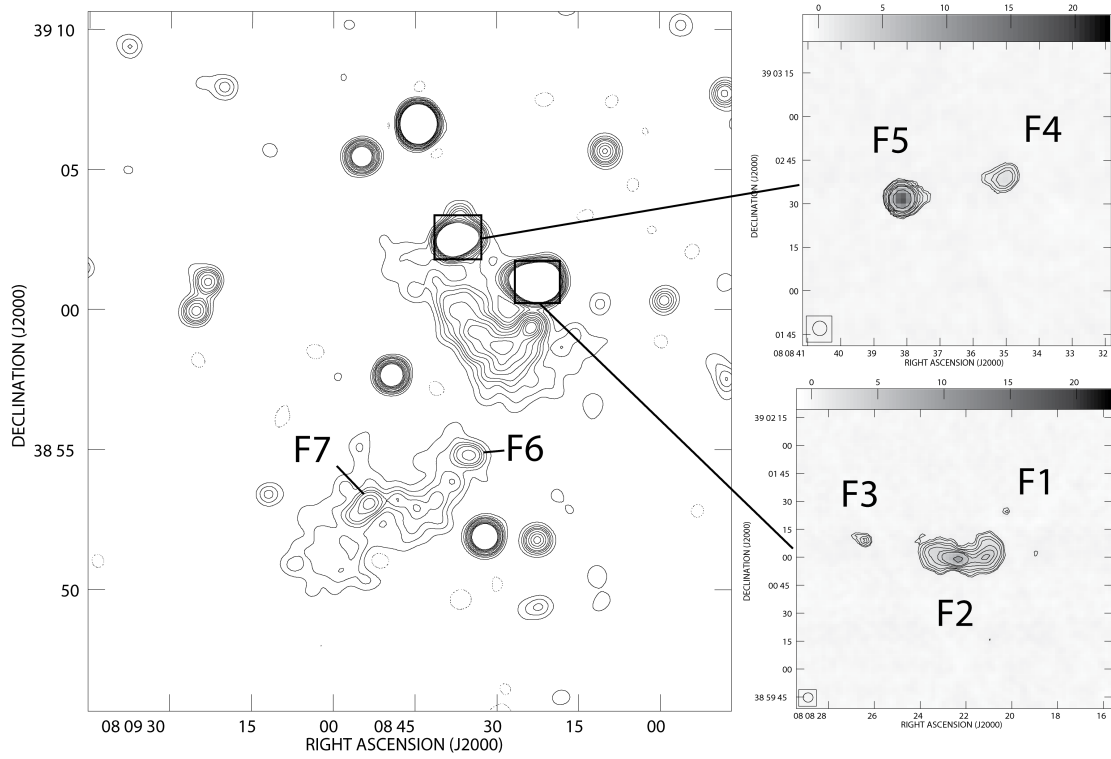 39 10
05
00
38 55
50
DECLINATION (J2000)
F7
F6
08 09 30 15 00 08 45 30 15 00
RIGHT ASCENSION (J2000)
0 5 10 15 20
39 03 15
00
02 45
30
15
00
01 45
DECLINATION (J2000)
F5
F4
08 08 41 40 39 38 37 36 35 34 33 32
RIGHT ASCENSION (J2000)
0 5 10 15 20
39 02 15
00
01 45
30
15
00
00 45
30
15
00
38 59 45
DECLINATION (J2000)
F3
F1
F2
08 08 28 26 24 22 20 18 16
RIGHT ASCENSION (J2000)